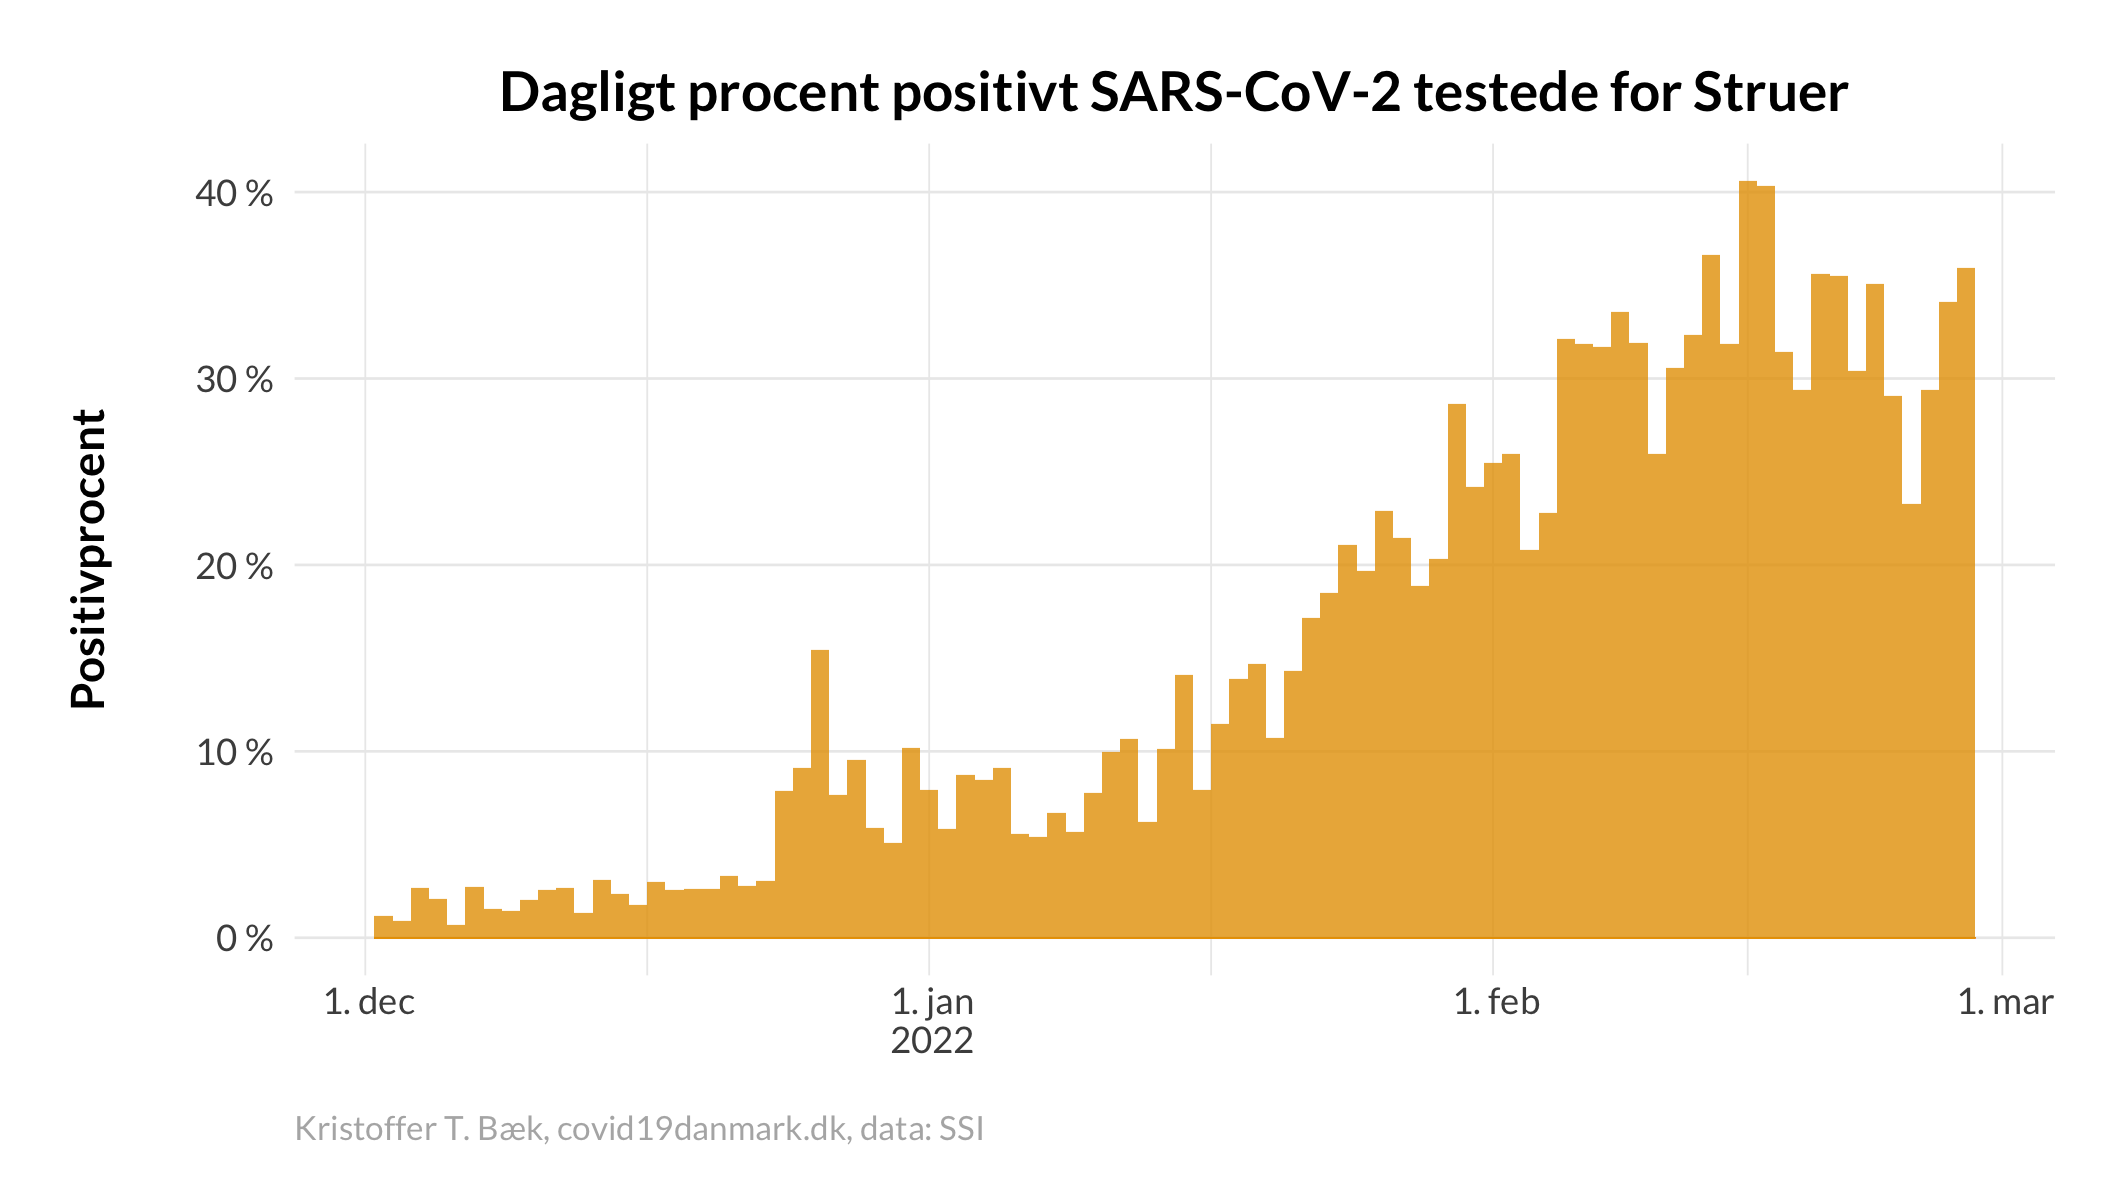 Dagligt procent positivt SARS-CoV-2 testede for Struer
Positivprocent
40 %
30 %
20 %
10 %
0 %
1. dec
1. jan
2022
1. feb
1. mar
Kristoffer T. Bæk, covid19danmark.dk, data: SSI